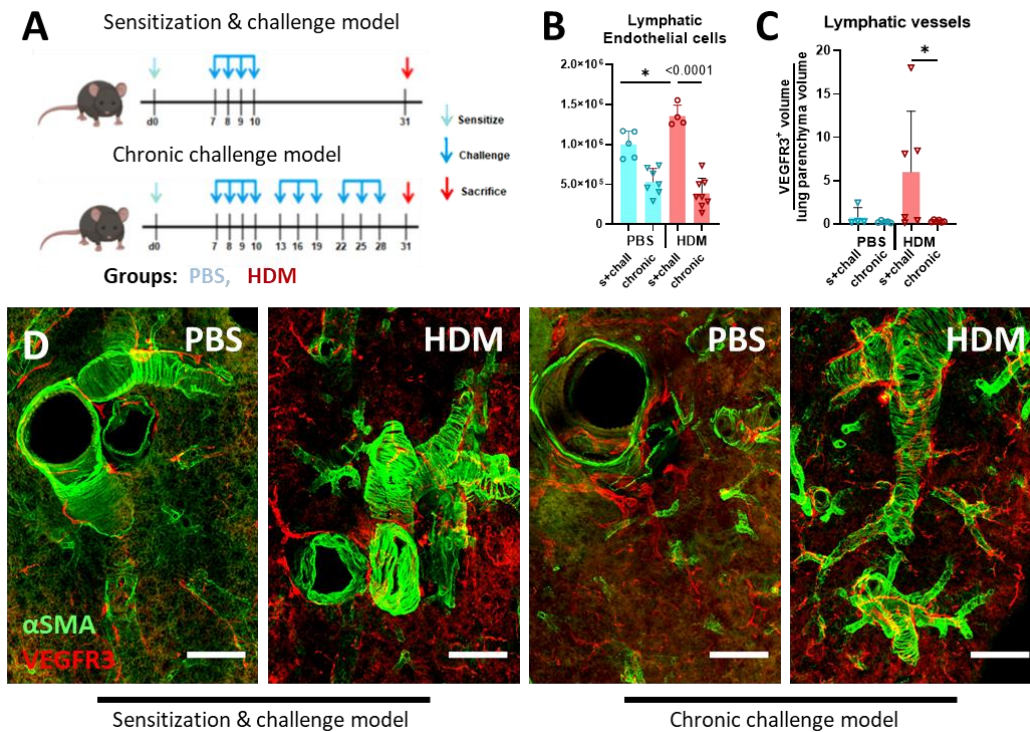 A
Sensitization & challenge model
d0 7 8 9 10 31
Sensitize
Challenge
Sacrifice
Chronic challenge model
d0 7 8 9 10 13 16 19 22 25 28 31
Groups: PBS, HDM
B
Lymphatic
Endothelial cells
* <0.0001
2.0×10⁶
1.5×10⁶
1.0×10⁶
5.0×10⁵
0
PBS HDM
s+chall chronic s+chall chronic
C
Lymphatic vessels
*
VEGFR3⁺ volume
lung parenchyma volume
20
15
10
5
0
PBS HDM
s+chall chronic s+chall chronic
D PBS HDM PBS HDM
αSMA
VEGFR3
Sensitization & challenge model Chronic challenge model